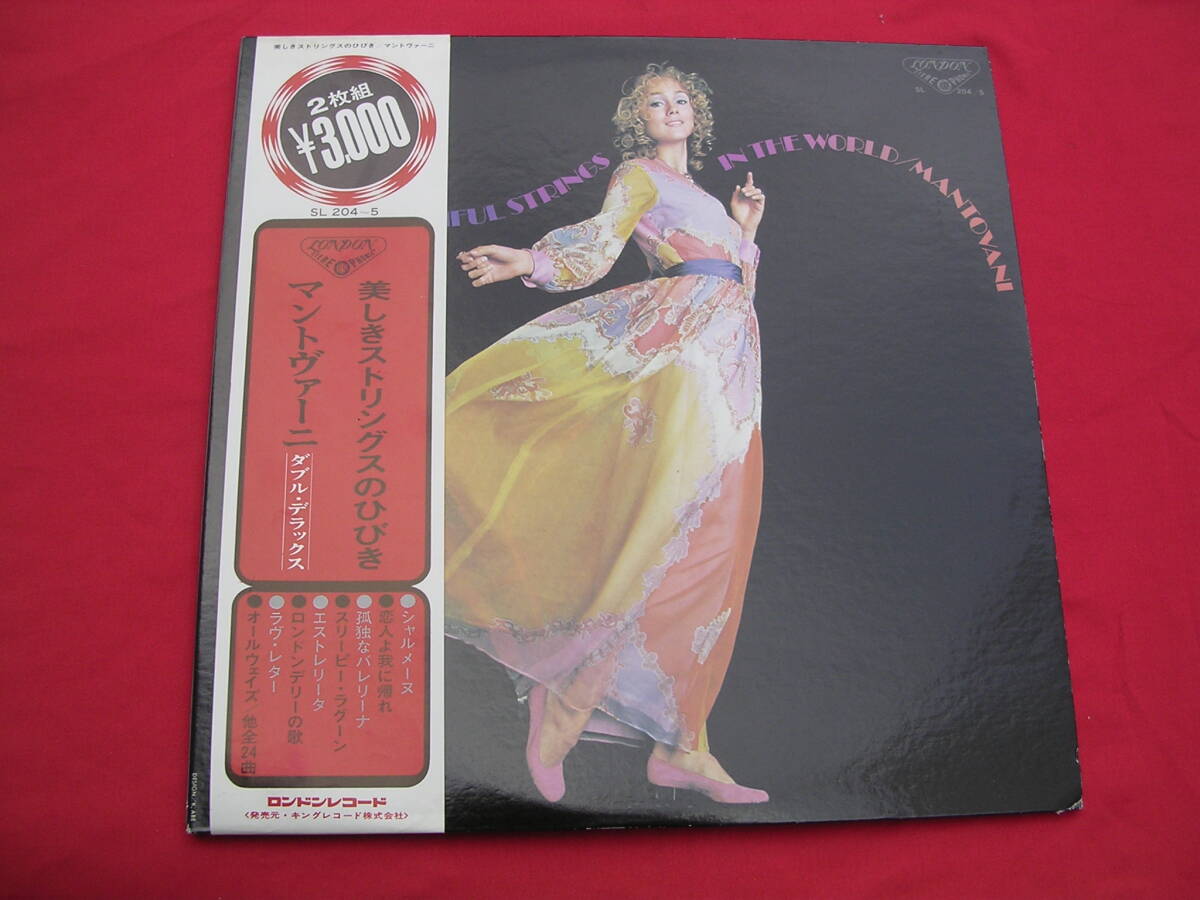 美しきストリングスのひびき/マントヴァーニ
2枚組
¥3,000
SL 204~5
LONDON
美しきストリングスのひびき
マントヴァーニ
ダブル・デラックス
シャルメーヌ
恋人よ我に帰れ
孤独なバレリーナ
スリーピー・ラグーン
エストレリータ
ロンドンデリーの歌
ラヴ・レター
オールウェイズ/他全24曲
ロンドンレコード
<発売元・キングレコード株式会社>
FUL STRINGS IN THE WORLD/MANTOVANI
LONDON
SL 204/5